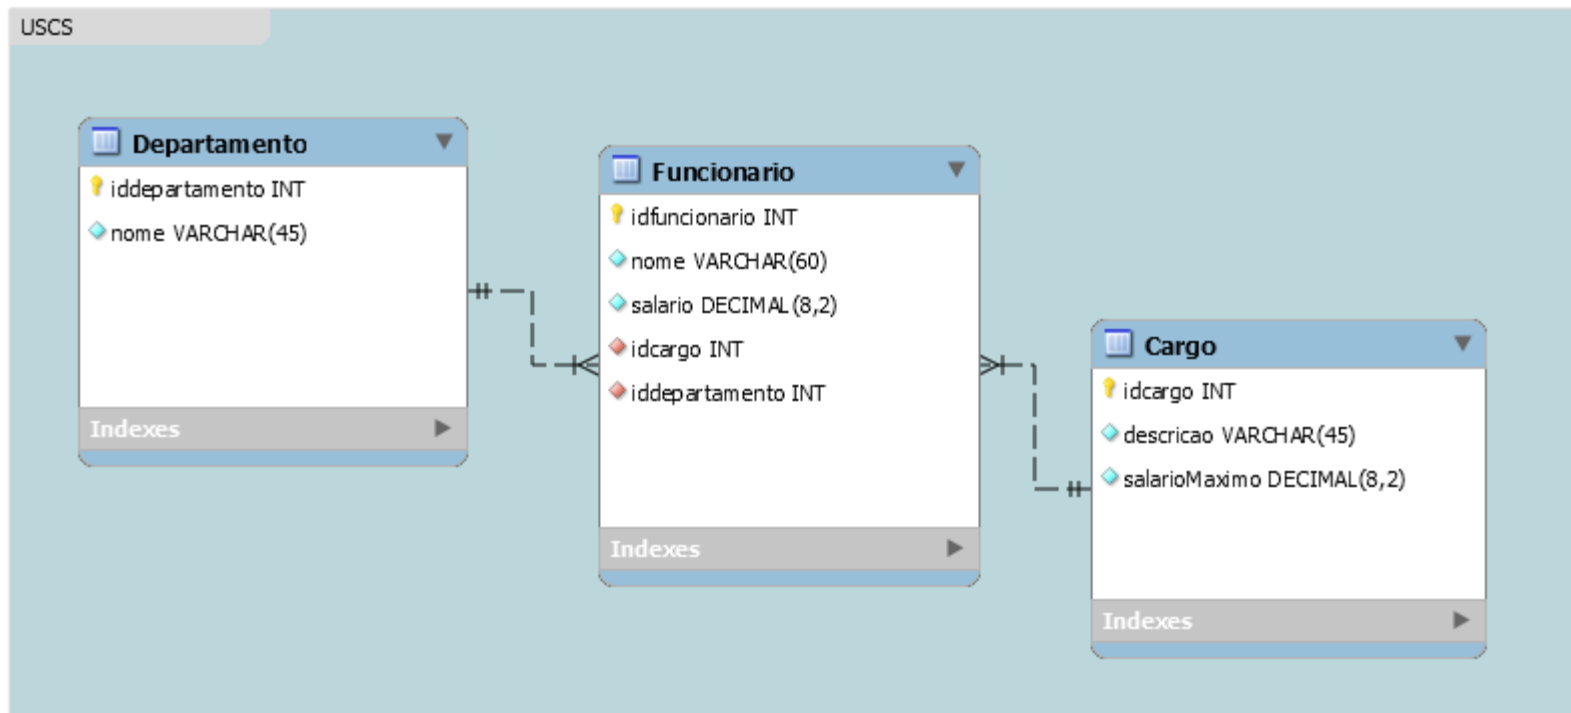 USCS
Departamento
iddepartamento INT
nome VARCHAR(45)
Indexes
Funcionario
idfuncionario INT
nome VARCHAR(60)
salario DECIMAL(8,2)
idcargo INT
iddepartamento INT
Indexes
Cargo
idcargo INT
descricao VARCHAR(45)
salarioMaximo DECIMAL(8,2)
Indexes